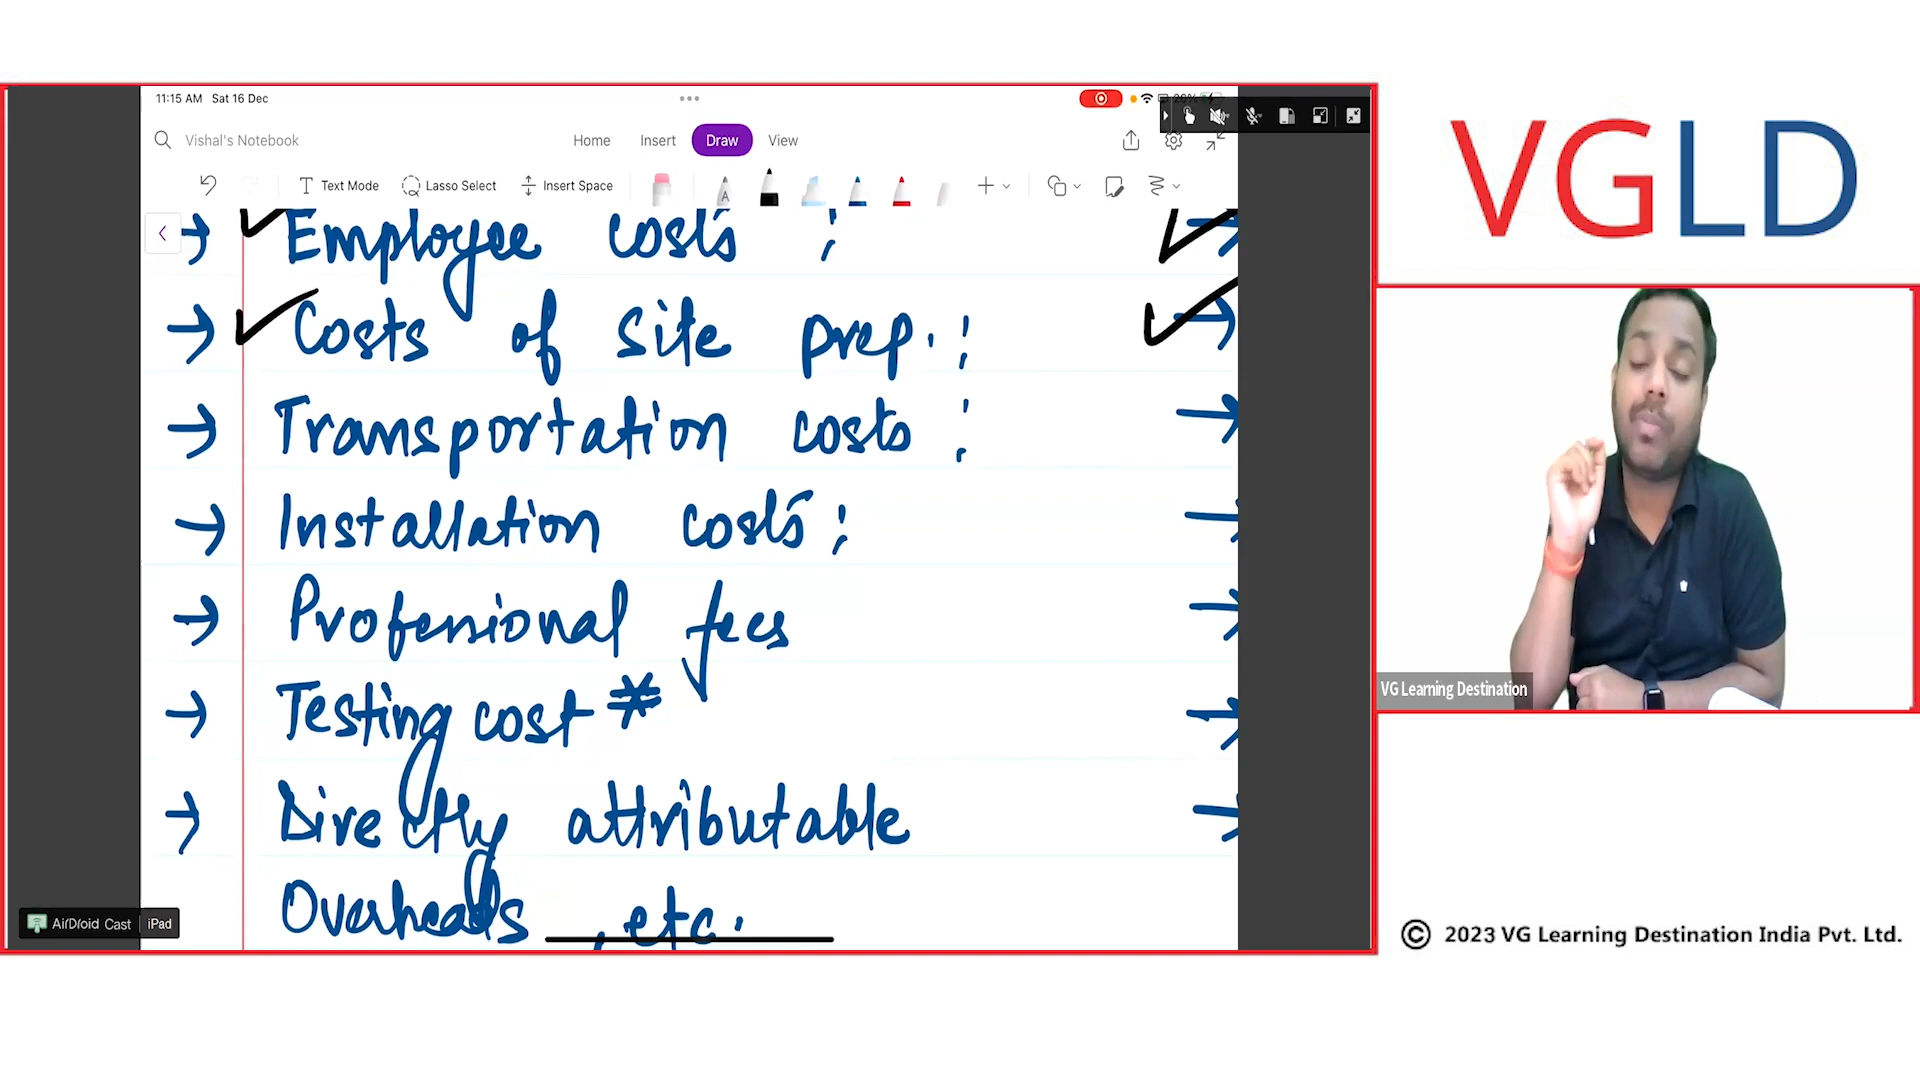 11:15 AM Sat 16 Dec
26%
Vishal's Notebook
Home Insert Draw View
Text Mode Lasso Select Insert Space
→ Employee costs ;
→ Costs of site prep. ;
→ Transportation costs ;
→ Installation costs ;
→ Professional fees
→ Testing cost *
→ Directly attributable
Overheads , etc.
AirDroid Cast iPad
VGLD
VG Learning Destination
© 2023 VG Learning Destination India Pvt. Ltd.